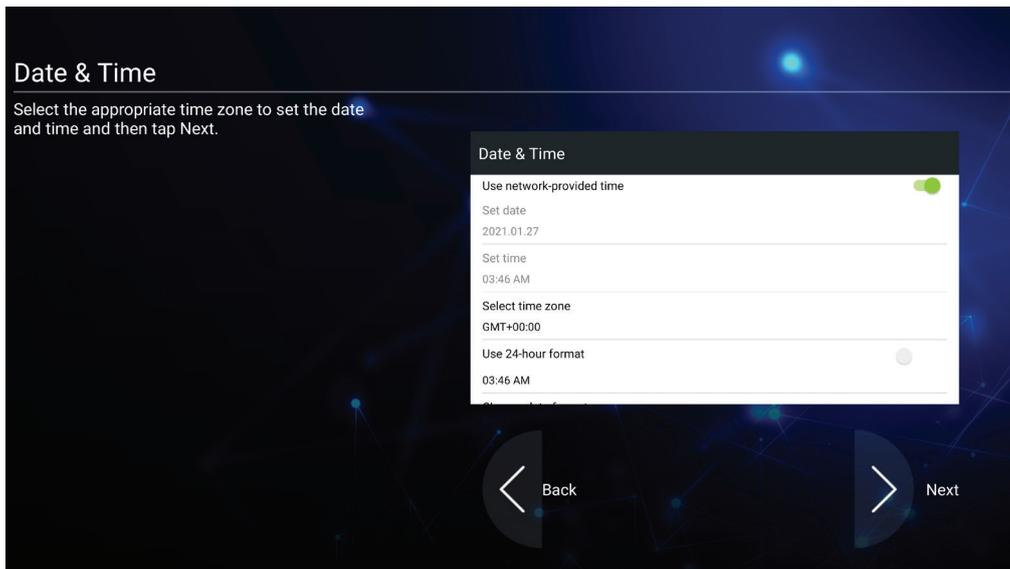 Date & Time
Select the appropriate time zone to set the date
and time and then tap Next.
Date & Time
Use network-provided time
Set date
2021.01.27
Set time
03:46 AM
Select time zone
GMT+00:00
Use 24-hour format
03:46 AM
Back
Next